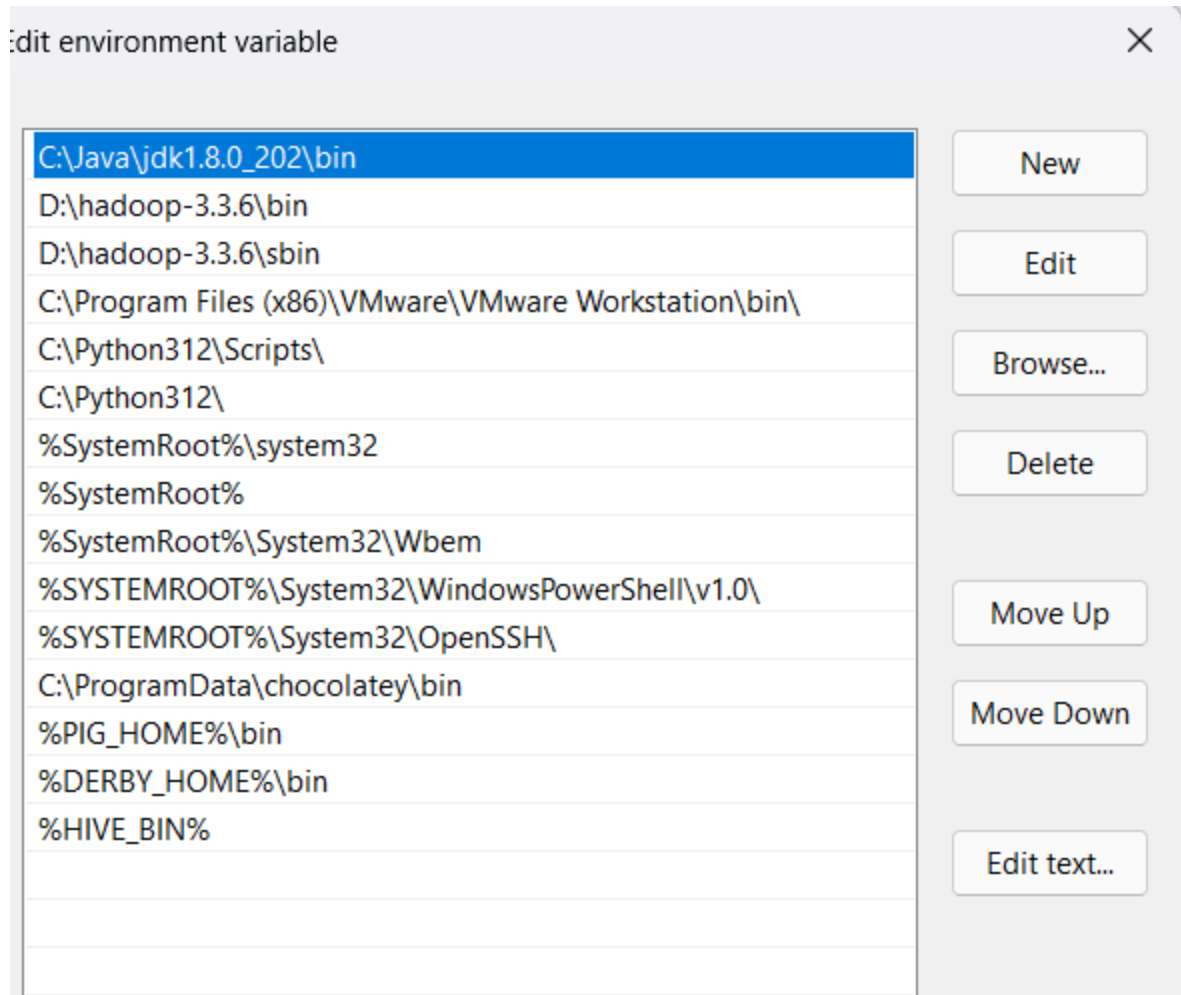 Edit environment variable
C:\Java\jdk1.8.0_202\bin
New
D:\hadoop-3.3.6\bin
D:\hadoop-3.3.6\sbin
Edit
C:\Program Files (x86)\VMware\VMware Workstation\bin\
C:\Python312\Scripts\
Browse...
C:\Python312\
%SystemRoot%\system32
Delete
%SystemRoot%
%SystemRoot%\System32\Wbem
%SYSTEMROOT%\System32\WindowsPowerShell\v1.0\
Move Up
%SYSTEMROOT%\System32\OpenSSH\
C:\ProgramData\chocolatey\bin
Move Down
%PIG_HOME%\bin
%DERBY_HOME%\bin
%HIVE_BIN%
Edit text...